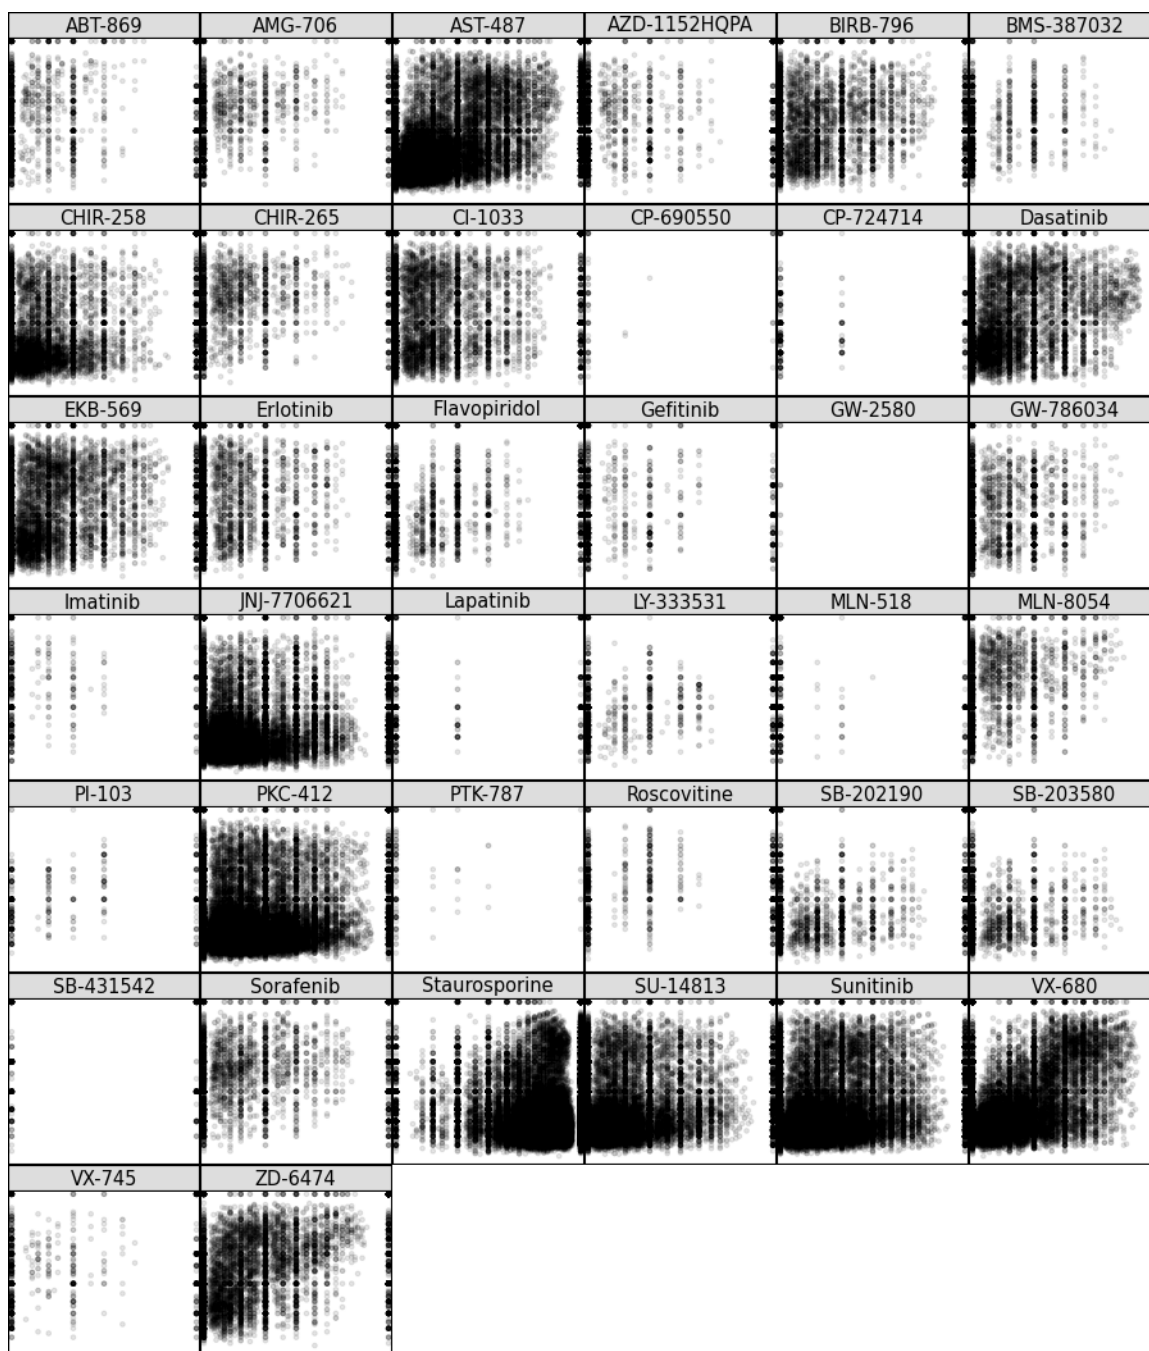 ABT-869 AMG-706 AST-487 AZD-1152HQPA BIRB-796 BMS-387032
CHIR-258 CHIR-265 CI-1033 CP-690550 CP-724714 Dasatinib
EKB-569 Erlotinib Flavopiridol Gefitinib GW-2580 GW-786034
Imatinib JNJ-7706621 Lapatinib LY-333531 MLN-518 MLN-8054
PI-103 PKC-412 PTK-787 Roscovitine SB-202190 SB-203580
SB-431542 Sorafenib Staurosporine SU-14813 Sunitinib VX-680
VX-745 ZD-6474